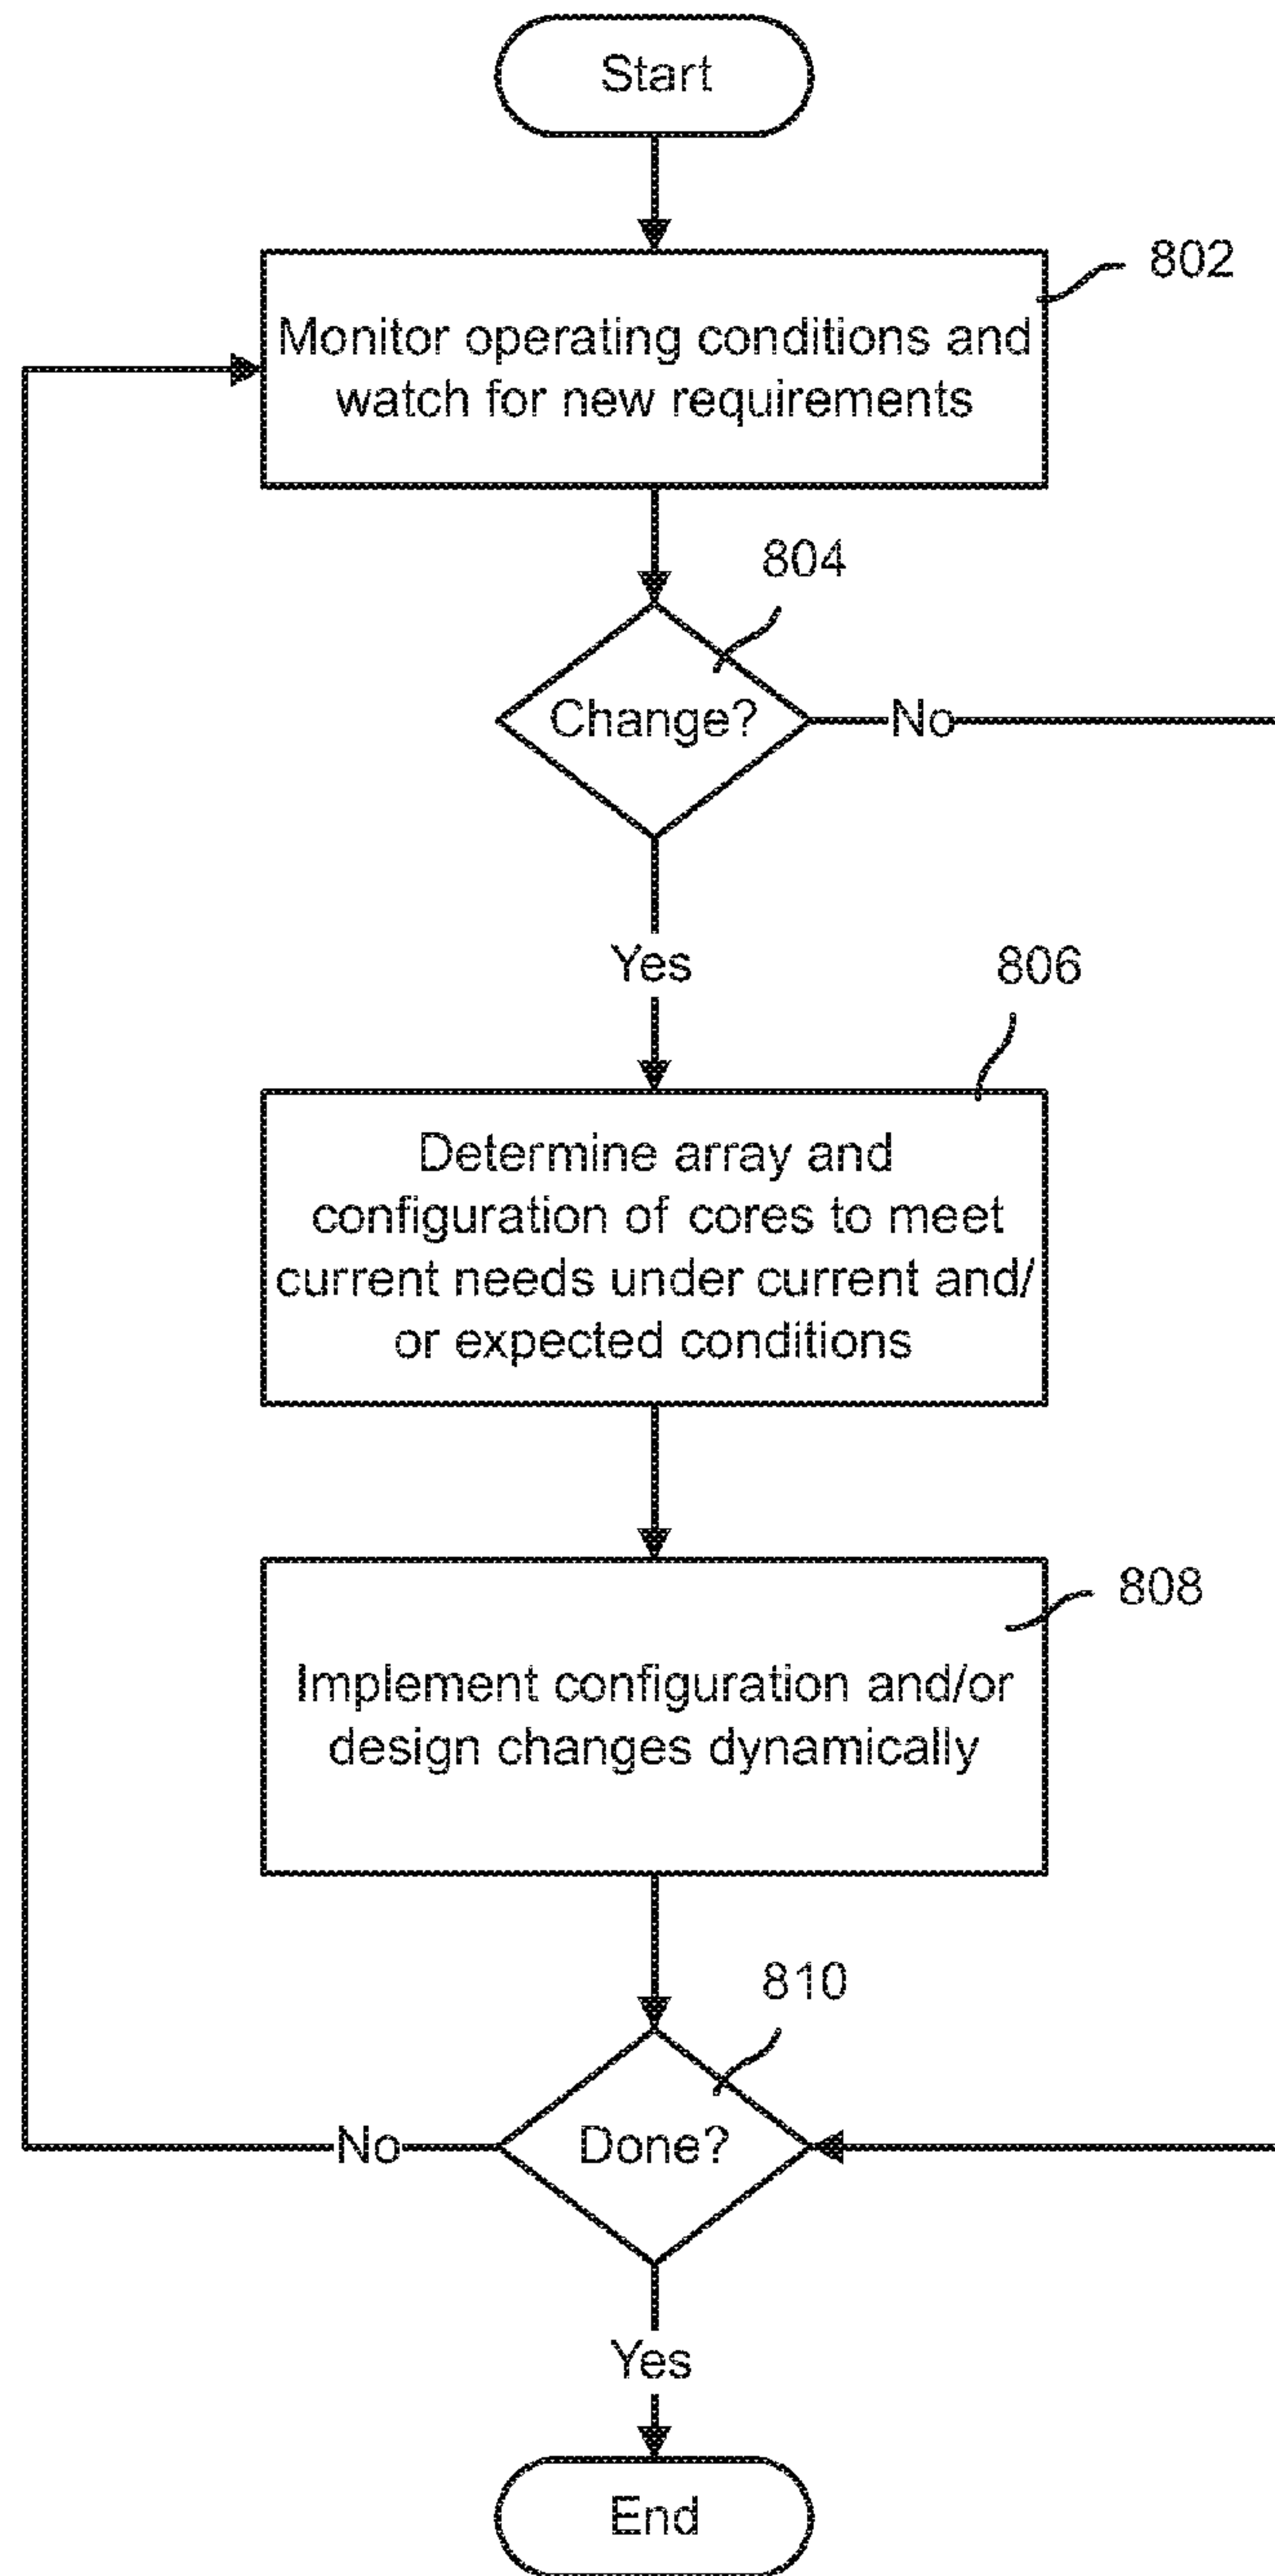 Start
802
Monitor operating conditions and
watch for new requirements
804
Change?
No
Yes
806
Determine array and
configuration of cores to meet
current needs under current and/
or expected conditions
808
Implement configuration and/or
design changes dynamically
810
Done?
No
Yes
End